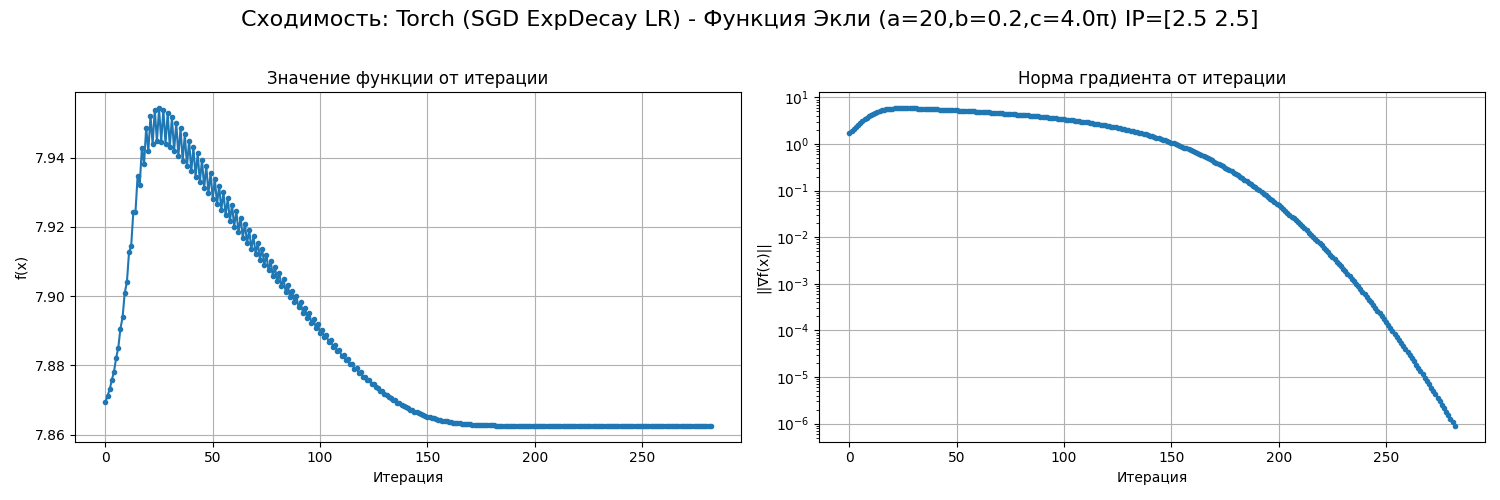 Сходимость: Torch (SGD ExpDecay LR) - Функция Экли (a=20,b=0.2,c=4.0π) IP=[2.5 2.5]
Значение функции от итерации
f(x)
7.94
7.92
7.90
7.88
7.86
0 50 100 150 200 250
Итерация
Норма градиента от итерации
||∇f(x)||
10¹
10⁰
10⁻¹
10⁻²
10⁻³
10⁻⁴
10⁻⁵
10⁻⁶
0 50 100 150 200 250
Итерация